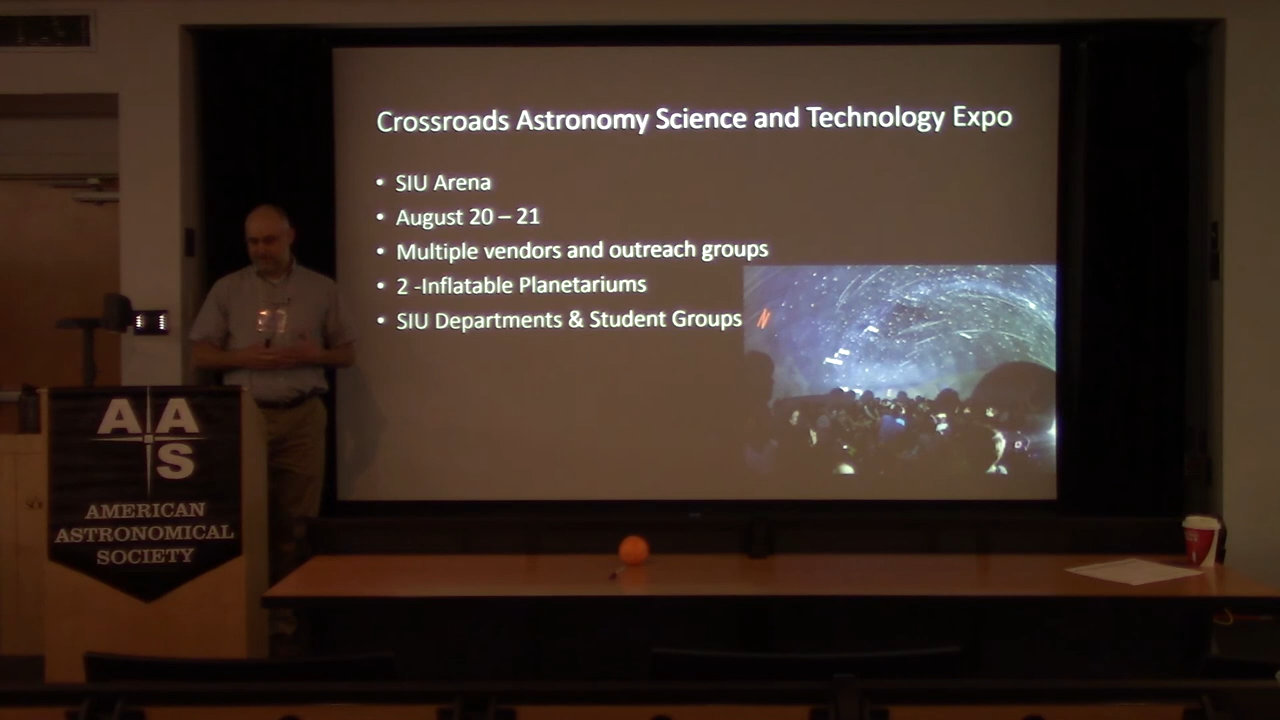 Crossroads Astronomy Science and Technology Expo
• SIU Arena
• August 20 – 21
• Multiple vendors and outreach groups
• 2 -Inflatable Planetariums
• SIU Departments & Student Groups
N
AAS
AMERICAN
ASTRONOMICAL
SOCIETY